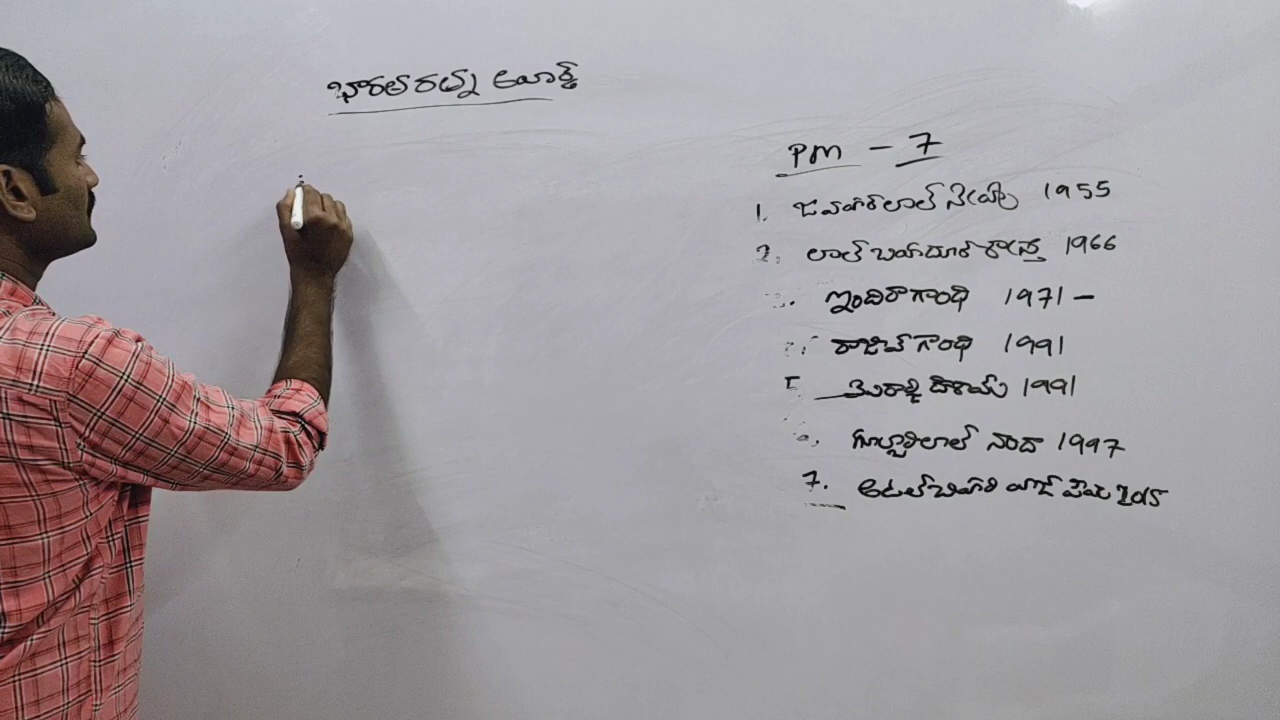 భారతరత్న అవార్డ్
PM - 7
1. జవహర్‌లాల్ నెహ్రూ 1955
2. లాల్ బహదూర్ శాస్త్రి 1966
ఇందిరాగాంధీ 1971 -
రాజీవ్ గాంధీ 1991
మొరార్జీ దేశాయ్ 1991
గుల్జారిలాల్ నందా 1997
7. అటల్ బిహారి వాజ్ పేయి 2015